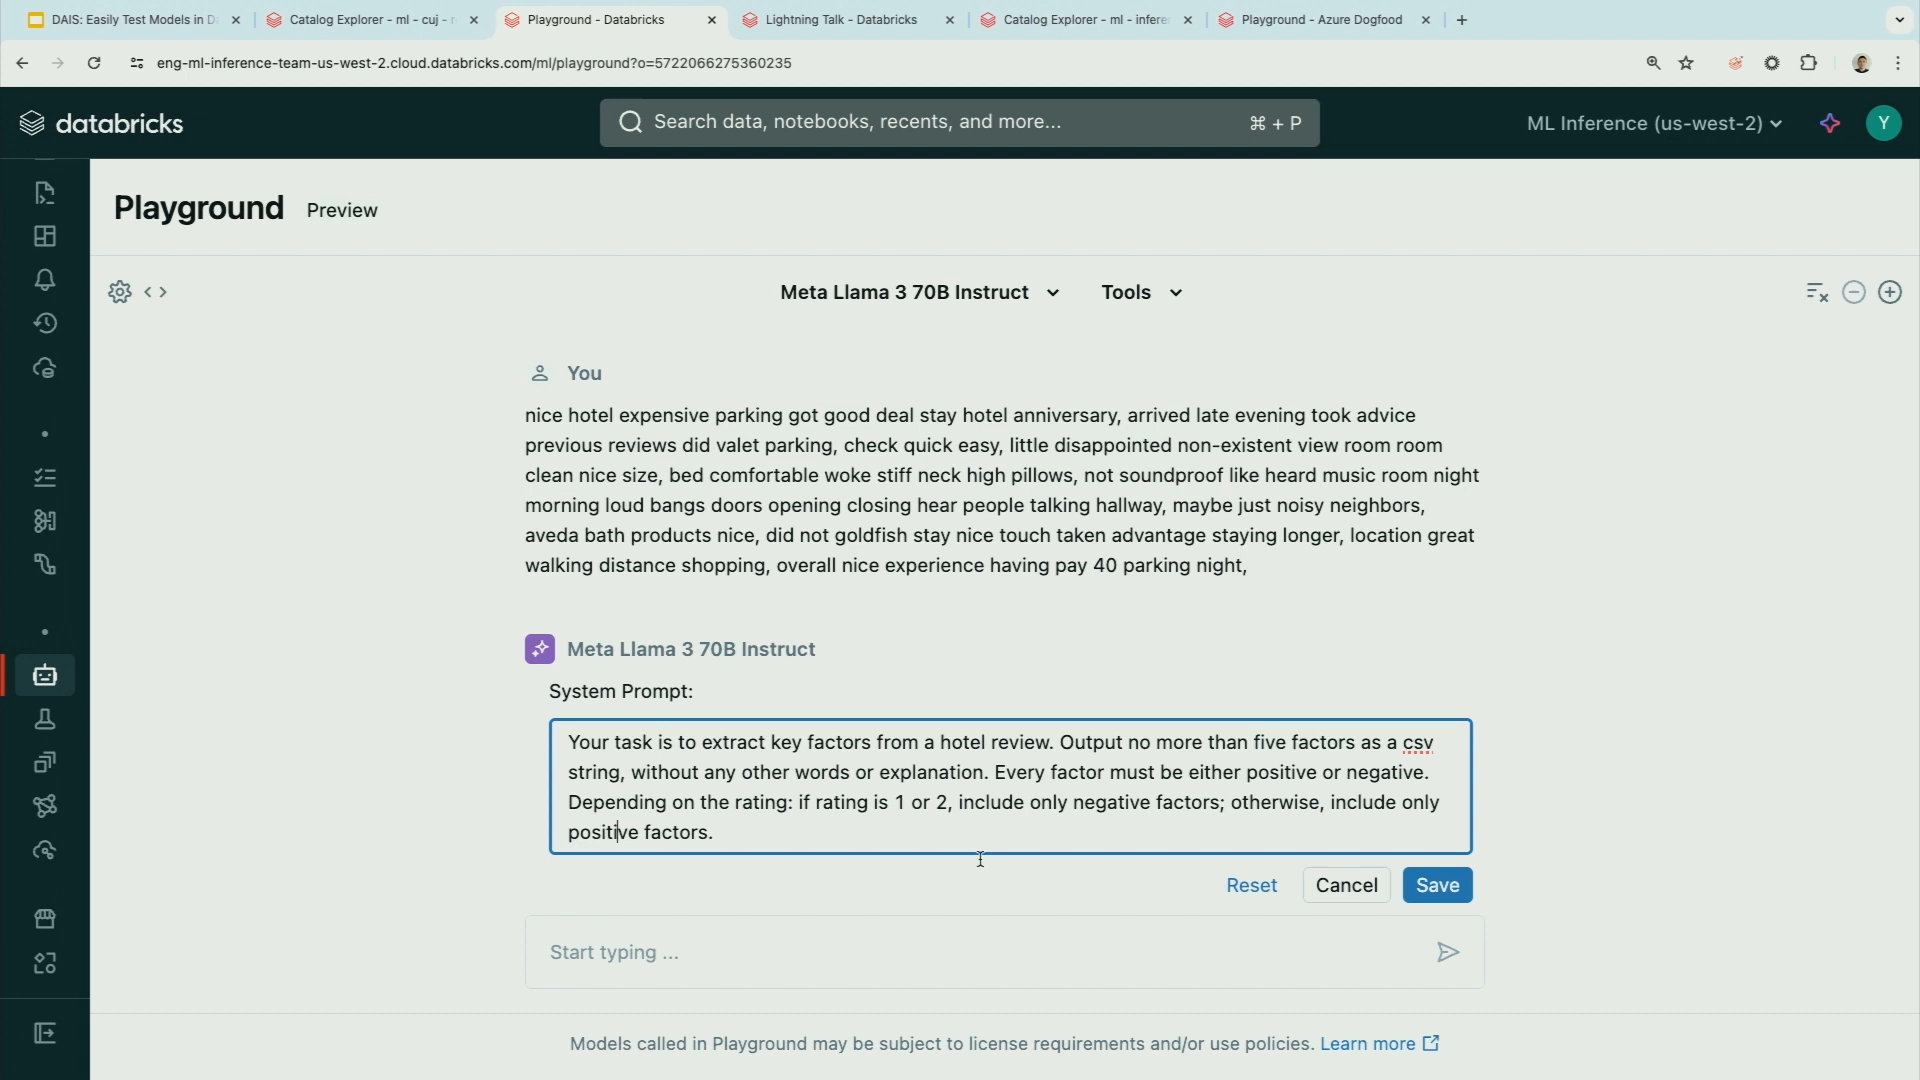 DAIS: Easily Test Models in D
Catalog Explorer - ml - cuj - r
Playground - Databricks
Lightning Talk - Databricks
Catalog Explorer - ml - infere
Playground - Azure Dogfood
eng-ml-inference-team-us-west-2.cloud.databricks.com/ml/playground?o=5722066275360235
databricks
Search data, notebooks, recents, and more...
⌘ + P
ML Inference (us-west-2)
Y
Playground
Preview
Meta Llama 3 70B Instruct
Tools
You
nice hotel expensive parking got good deal stay hotel anniversary, arrived late evening took advice
previous reviews did valet parking, check quick easy, little disappointed non-existent view room room
clean nice size, bed comfortable woke stiff neck high pillows, not soundproof like heard music room night
morning loud bangs doors opening closing hear people talking hallway, maybe just noisy neighbors,
aveda bath products nice, did not goldfish stay nice touch taken advantage staying longer, location great
walking distance shopping, overall nice experience having pay 40 parking night,
Meta Llama 3 70B Instruct
System Prompt:
Your task is to extract key factors from a hotel review. Output no more than five factors as a csv
string, without any other words or explanation. Every factor must be either positive or negative.
Depending on the rating: if rating is 1 or 2, include only negative factors; otherwise, include only
positive factors.
Reset
Cancel
Save
Start typing ...
Models called in Playground may be subject to license requirements and/or use policies. Learn more